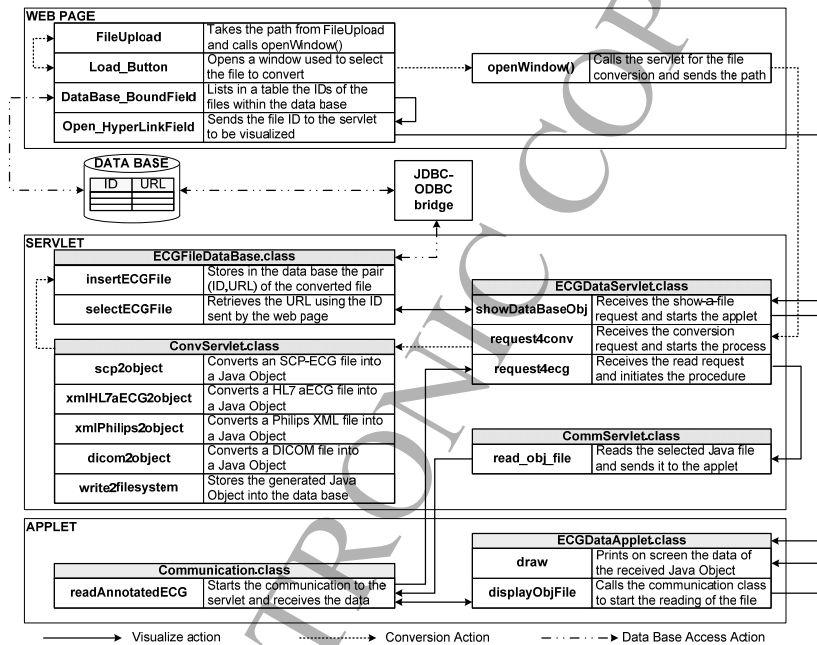 WEB PAGE
FileUpload
Takes the path from FileUpload
and calls openWindow()
Load_Button
Opens a window used to select
the file to convert
DataBase_BoundField
Lists in a table the IDs of the
files within the data base
Open_HyperLinkField
Sends the file ID to the servlet
to be visualized
openWindow()
Calls the servlet for the file
conversion and sends the path
DATA BASE
ID URL
JDBC-
ODBC
bridge
SERVLET
ECGFileDataBase.class
insertECGFile
Stores in the data base the pair
(ID,URL) of the converted file
selectECGFile
Retrieves the URL using the ID
sent by the web page
ConvServlet.class
scp2object
Converts an SCP-ECG file into
a Java Object
xmlHL7aECG2object
Converts a HL7 aECG file into
a Java Object
xmlPhilips2object
Converts a Philips XML file into
a Java Object
dicom2object
Converts a DICOM file into
a Java Object
write2filesystem
Stores the generated Java
Object into the data base
ECGDataServlet.class
showDataBaseObj
Receives the show-a-file
request and starts the applet
request4conv
Receives the conversion
request and starts the process
request4ecg
Receives the read request
and initiates the procedure
CommServlet.class
read_obj_file
Reads the selected Java file
and sends it to the applet
APPLET
Communication.class
readAnnotatedECG
Starts the communication to the
servlet and receives the data
ECGDataApplet.class
draw
Prints on screen the data of
the received Java Object
displayObjFile
Calls the communication class
to start the reading of the file
Visualize action
Conversion Action
Data Base Access Action
TRONIC COP